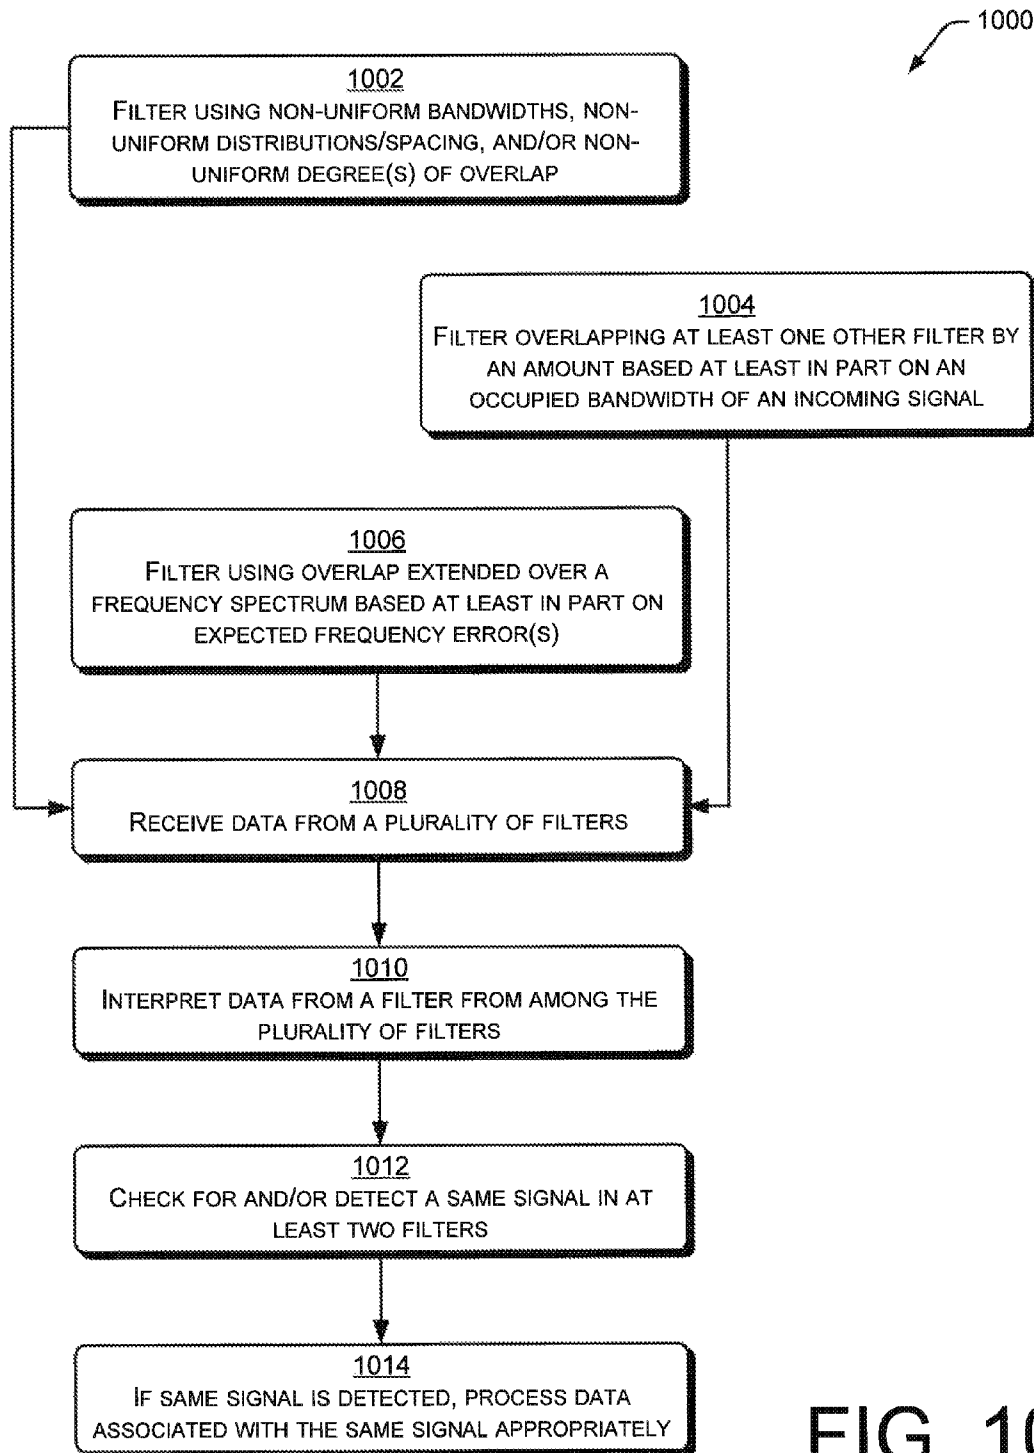 1000
1002
FILTER USING NON-UNIFORM BANDWIDTHS, NON-
UNIFORM DISTRIBUTIONS/SPACING, AND/OR NON-
UNIFORM DEGREE(S) OF OVERLAP
1004
FILTER OVERLAPPING AT LEAST ONE OTHER FILTER BY
AN AMOUNT BASED AT LEAST IN PART ON AN
OCCUPIED BANDWIDTH OF AN INCOMING SIGNAL
1006
FILTER USING OVERLAP EXTENDED OVER A
FREQUENCY SPECTRUM BASED AT LEAST IN PART ON
EXPECTED FREQUENCY ERROR(S)
1008
RECEIVE DATA FROM A PLURALITY OF FILTERS
1010
INTERPRET DATA FROM A FILTER FROM AMONG THE
PLURALITY OF FILTERS
1012
CHECK FOR AND/OR DETECT A SAME SIGNAL IN AT
LEAST TWO FILTERS
1014
IF SAME SIGNAL IS DETECTED, PROCESS DATA
ASSOCIATED WITH THE SAME SIGNAL APPROPRIATELY
FIG. 10